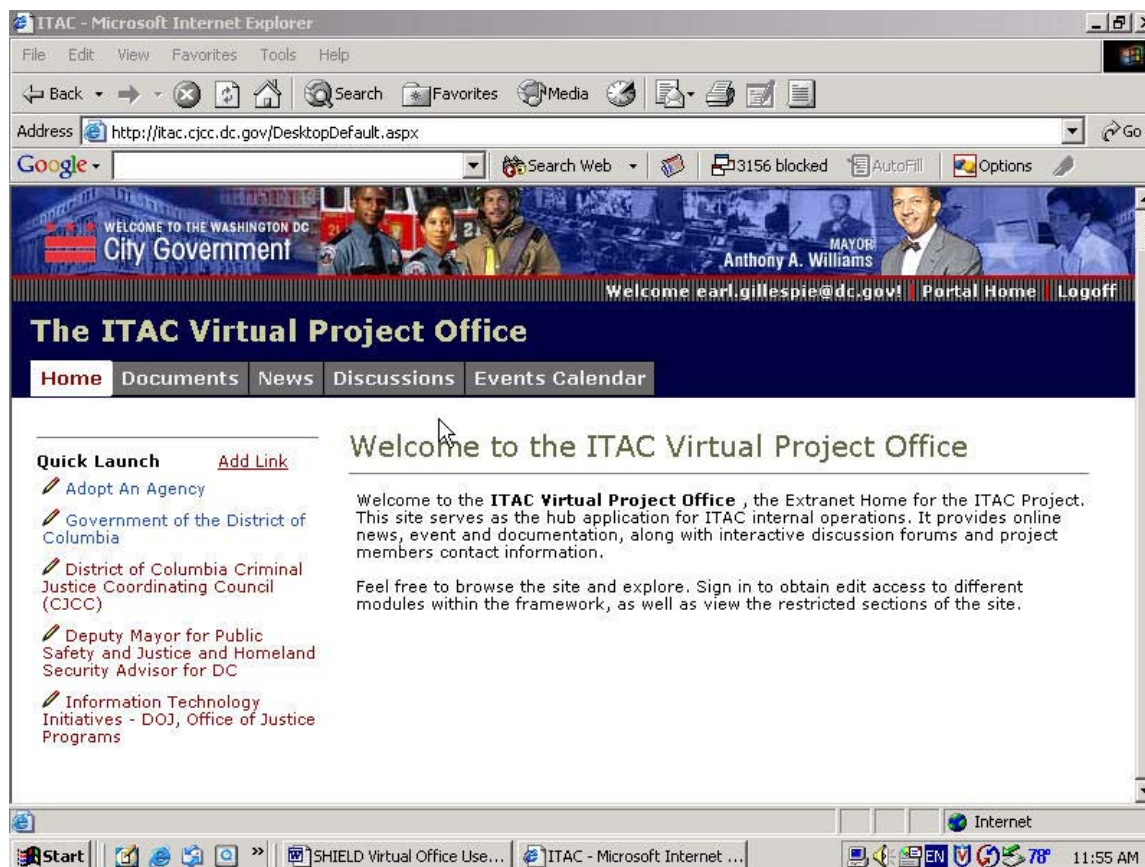 ITAC - Microsoft Internet Explorer
File Edit View Favorites Tools Help
Back Search Favorites Media
Address http://itac.cjcc.dc.gov/DesktopDefault.aspx Go
Google Search Web 3156 blocked AutoFill Options
WELCOME TO THE WASHINGTON DC
City Government
MAYOR
Anthony A. Williams
Welcome earl.gillespie@dc.gov! | Portal Home | Logoff
The ITAC Virtual Project Office
Home Documents News Discussions Events Calendar
Quick Launch Add Link
Adopt An Agency
Government of the District of
Columbia
District of Columbia Criminal
Justice Coordinating Council
(CJCC)
Deputy Mayor for Public
Safety and Justice and Homeland
Security Advisor for DC
Information Technology
Initiatives - DOJ, Office of Justice
Programs
Welcome to the ITAC Virtual Project Office
Welcome to the ITAC Virtual Project Office , the Extranet Home for the ITAC Project.
This site serves as the hub application for ITAC internal operations. It provides online
news, event and documentation, along with interactive discussion forums and project
members contact information.
Feel free to browse the site and explore. Sign in to obtain edit access to different
modules within the framework, as well as view the restricted sections of the site.
Internet
Start » SHIELD Virtual Office Use... ITAC - Microsoft Internet ... EN 78° 11:55 AM